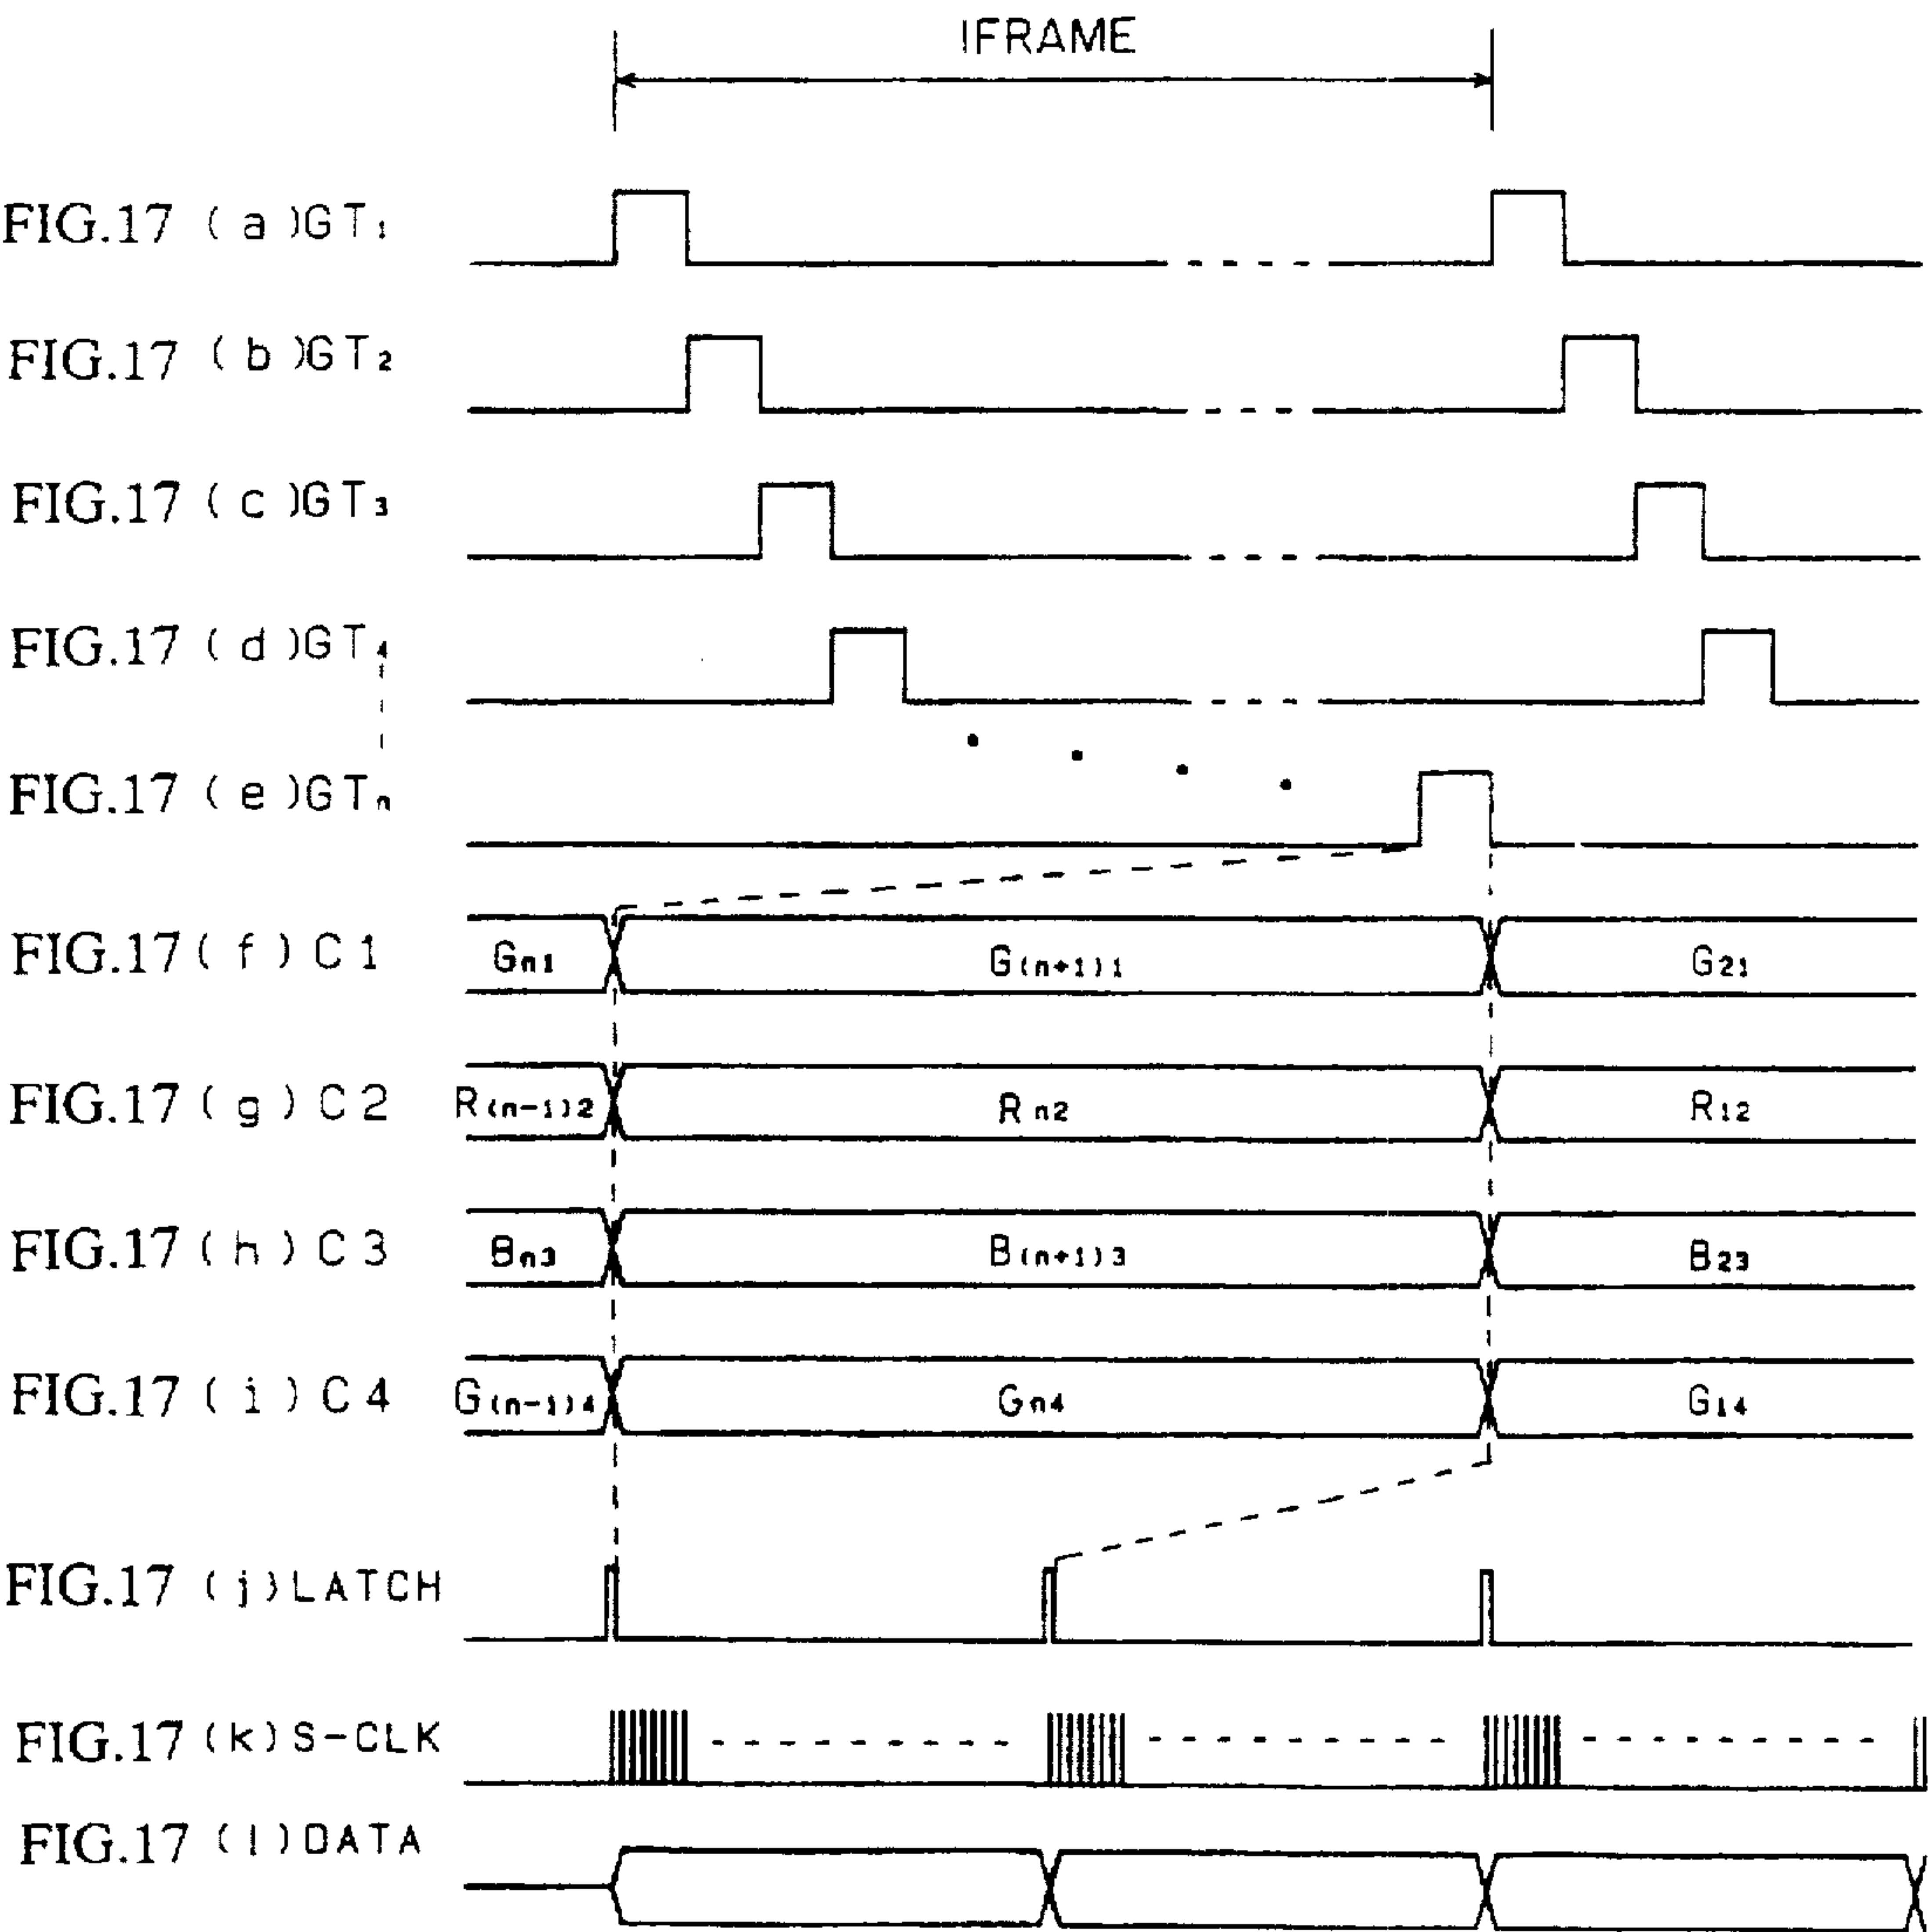 1FRAME
FIG.17 (a)GT₁
FIG.17 (b)GT₂
FIG.17 (c)GT₃
FIG.17 (d)GT₄
FIG.17 (e)GTₙ
FIG.17 (f) C1 Gn1 G(n+1)1 G21
FIG.17 (g) C2 R(n-1)2 Rn2 R12
FIG.17 (h) C3 Bn3 B(n+1)3 B23
FIG.17 (i) C4 G(n-1)4 Gn4 G14
FIG.17 (j)LATCH
FIG.17 (k)S-CLK
FIG.17 (l)DATA